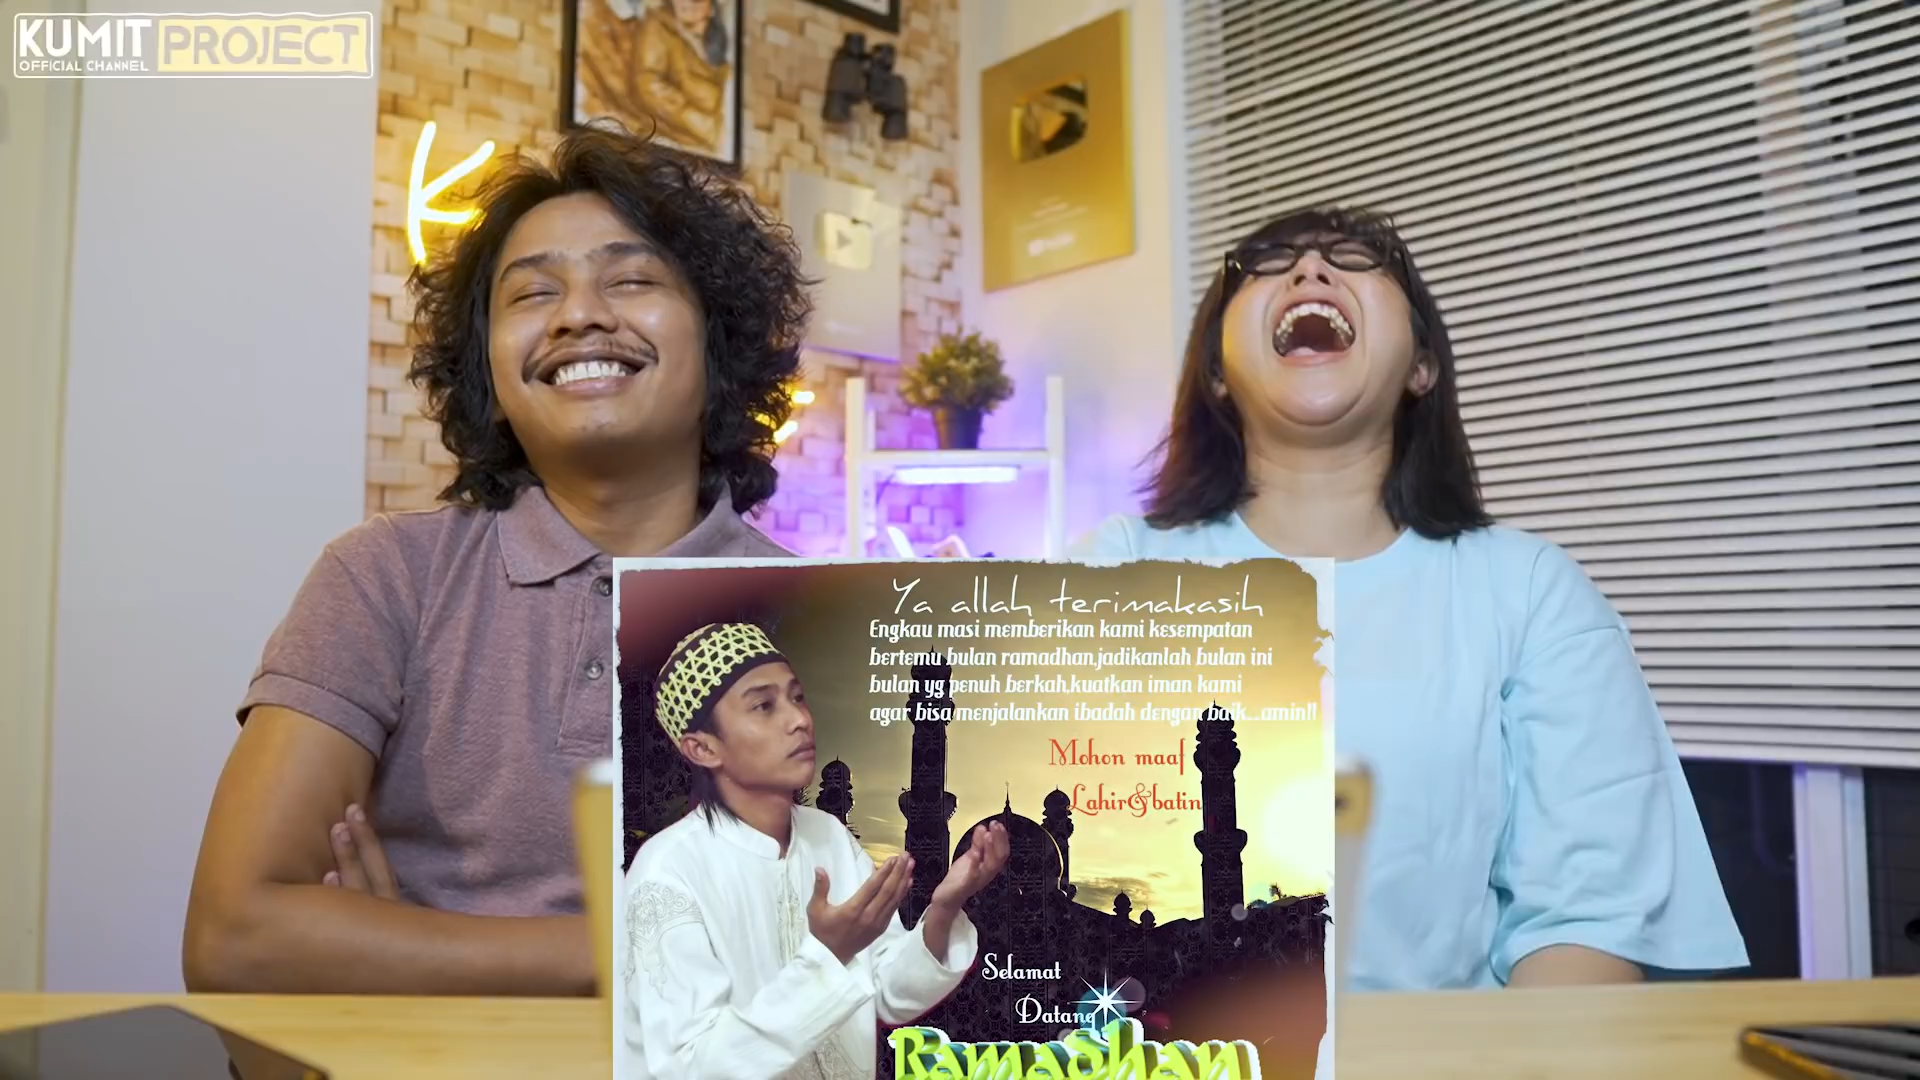 KUMIT PROJECT
OFFICIAL CHANNEL
K
Ya allah terimakasih
Engkau masi memberikan kami kesempatan
bertemu bulan ramadhan,jadikanlah bulan ini
bulan yg penuh berkah,kuatkan iman kami
agar bisa menjalankan ibadah dengan baik...amin!!
Mohon maaf
Lahir&batin
Selamat
Datang
Ramadhan